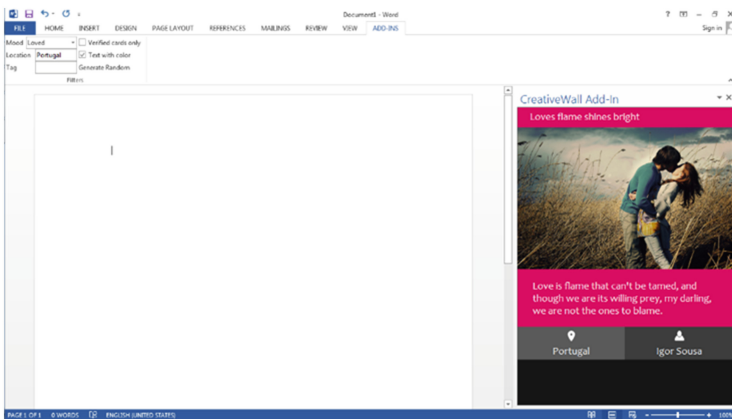 Document1 - Word
FILE HOME INSERT DESIGN PAGE LAYOUT REFERENCES MAILINGS REVIEW VIEW ADD-INS Sign in
Mood Loved Verified cards only
Location Portugal Text with color
Tag Generate Random
Filters
CreativeWall Add-In
Loves flame shines bright
Love is flame that can't be tamed, and
though we are its willing prey, my darling,
we are not the ones to blame.
Portugal Igor Sousa
PAGE 1 OF 1 0 WORDS ENGLISH (UNITED STATES) 100%